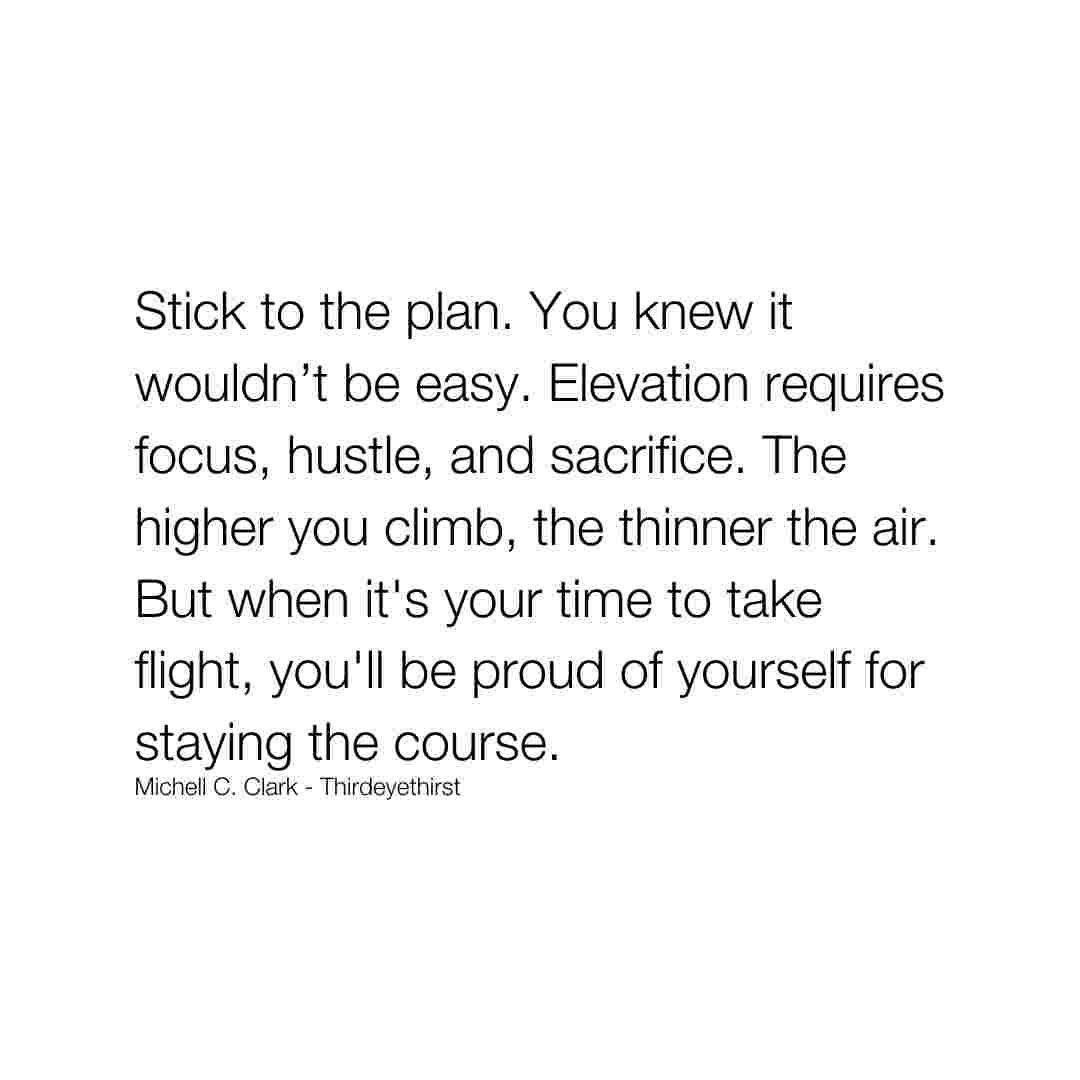 Stick to the plan. You knew it
wouldn’t be easy. Elevation requires
focus, hustle, and sacrifice. The
higher you climb, the thinner the air.
But when it's your time to take
flight, you'll be proud of yourself for
staying the course.
Michell C. Clark - Thirdeyethirst